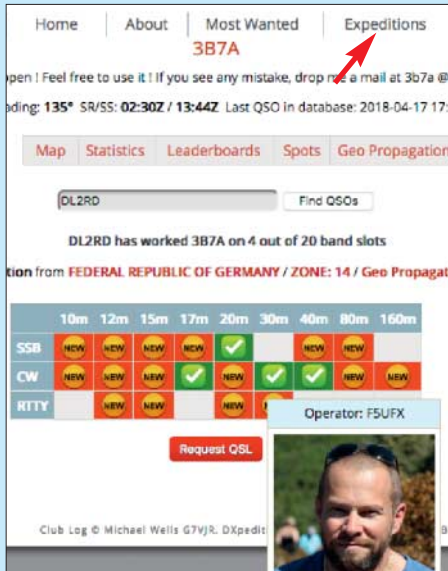 Home About Most Wanted Expeditions
3B7A
open ! Feel free to use it ! If you see any mistake, drop me a mail at 3b7a @
ading: 135° SR/SS: 02:30Z / 13:44Z Last QSO in database: 2018-04-17 17:
Map Statistics Leaderboards Spots Geo Propagation
DL2RD Find QSOs
DL2RD has worked 3B7A on 4 out of 20 band slots
tion from FEDERAL REPUBLIC OF GERMANY / ZONE: 14 / Geo Propagat
10m 12m 15m 17m 20m 30m 40m 80m 160m
SSB NEW NEW NEW NEW NEW NEW
CW NEW NEW NEW NEW NEW NEW
RTTY NEW NEW NEW NEW
Operator: F5UFX
Request QSL
Club Log © Michael Wells G7VJR. DXpedit